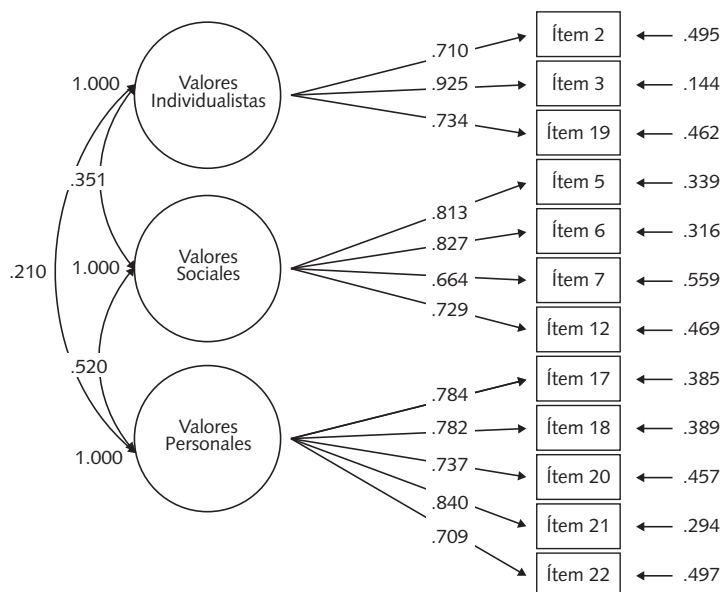 1.000
Valores
Individualistas
.710
.925
.734
Ítem 2
.495
Ítem 3
.144
Ítem 19
.462
.351
1.000
Valores
Sociales
.813
.827
.664
.729
Ítem 5
.339
Ítem 6
.316
Ítem 7
.559
Ítem 12
.469
.210
.520
1.000
Valores
Personales
.784
.782
.737
.840
.709
Ítem 17
.385
Ítem 18
.389
Ítem 20
.457
Ítem 21
.294
Ítem 22
.497